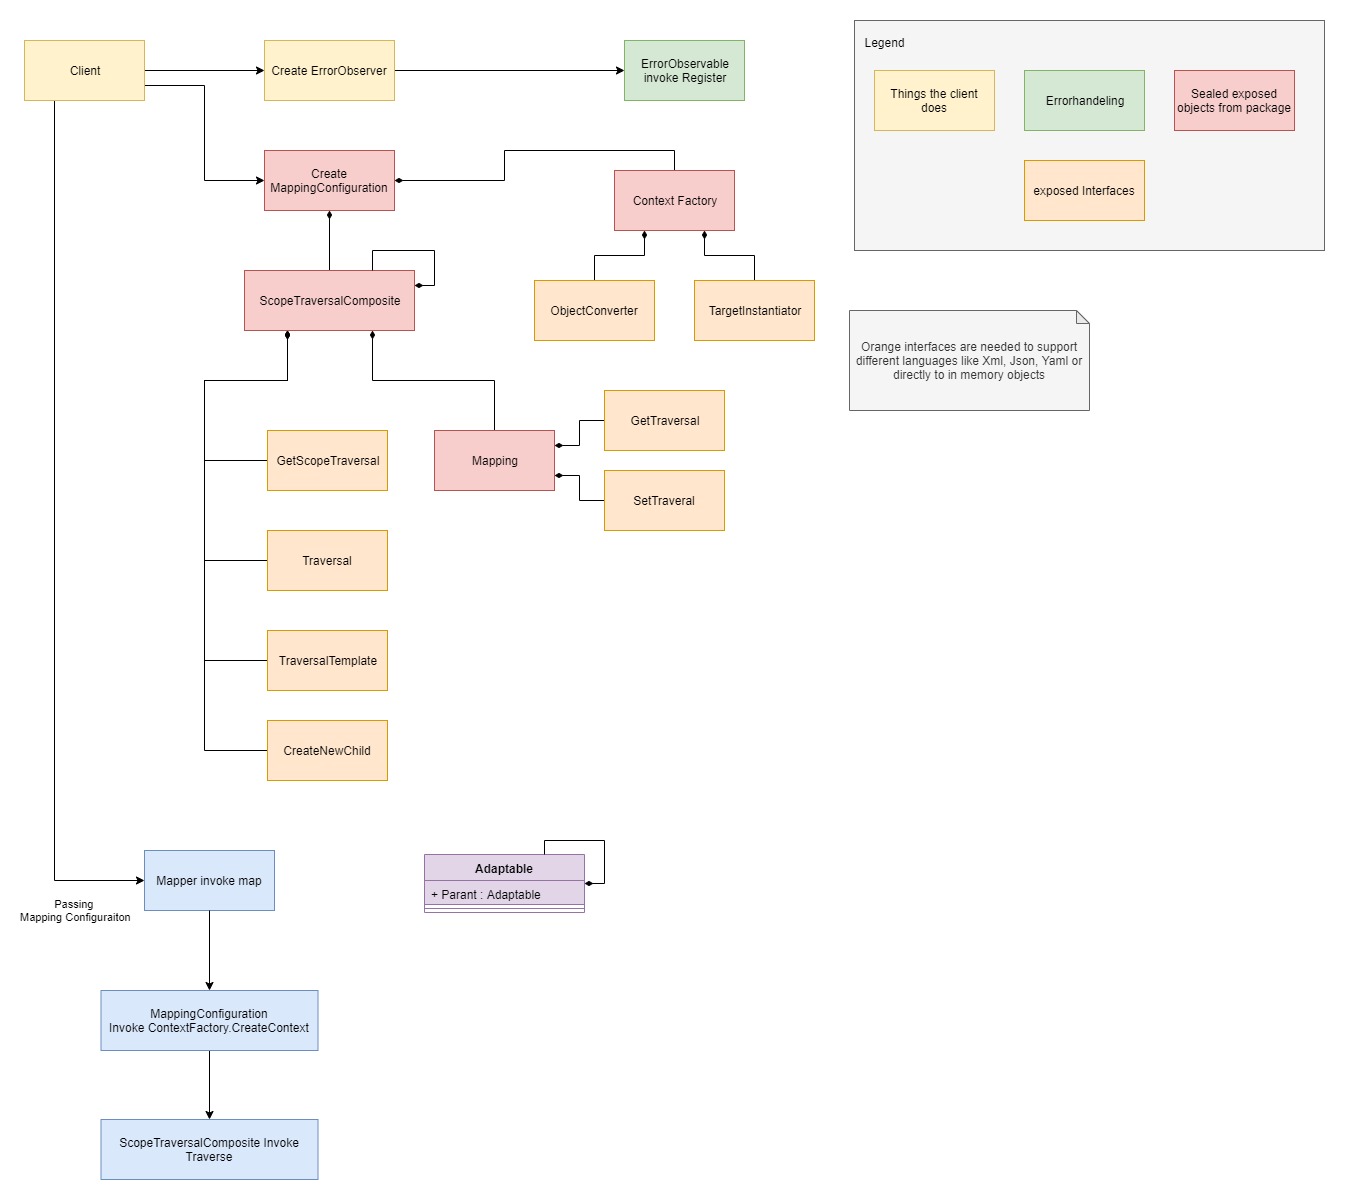 Client
Create ErrorObserver
ErrorObservable
invoke Register
Legend
Things the client
does
Errorhandeling
Sealed exposed
objects from package
exposed Interfaces
Create
MappingConfiguration
Context Factory
ScopeTraversalComposite
ObjectConverter
TargetInstantiator
Orange interfaces are needed to support
different languages like Xml, Json, Yaml or
directly to in memory objects
GetTraversal
GetScopeTraversal
Mapping
SetTraveral
Traversal
TraversalTemplate
CreateNewChild
Mapper invoke map
Passing
Mapping Configuraiton
Adaptable
+ Parant : Adaptable
MappingConfiguration
Invoke ContextFactory.CreateContext
ScopeTraversalComposite Invoke
Traverse